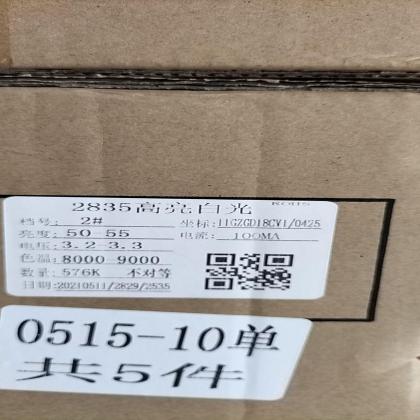 2835高亮白光 ROHS
档号: 2# 坐标: 11GZGD18CV1/0425
亮度: 50-55 电流: 100MA
电压: 3.2-3.3
色温: 8000-9000
数量: 576K 不对等
日期: 20210511/2829/2535
0515-10单
共5件